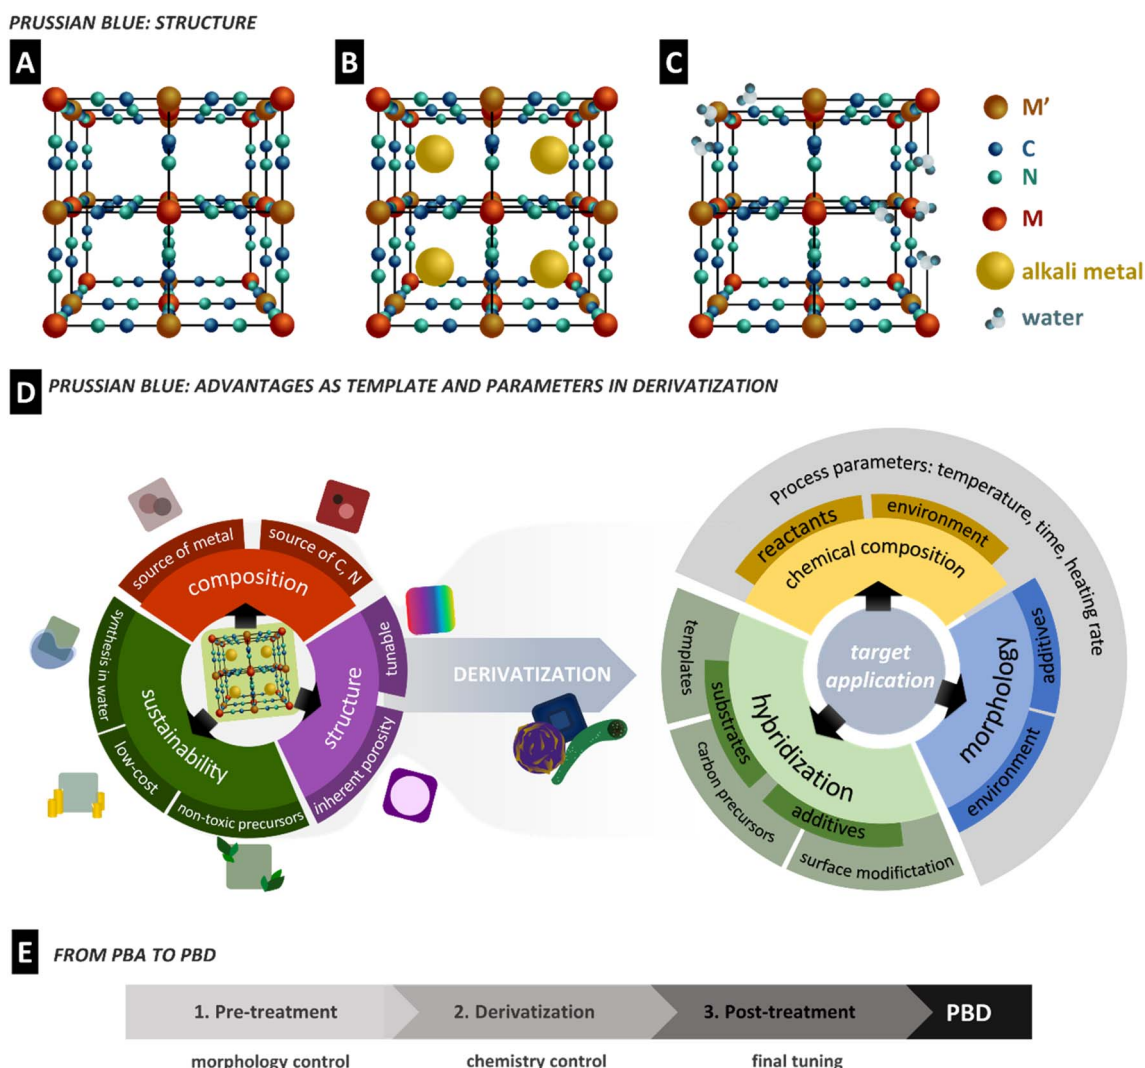 PRUSSIAN BLUE: STRUCTURE
A
B
C
M'
C
N
M
alkali metal
water
D
PRUSSIAN BLUE: ADVANTAGES AS TEMPLATE AND PARAMETERS IN DERIVATIZATION
source of metal
source of C, N
composition
synthesis in water
low-cost
non-toxic precursors
sustainability
tunable
inherent porosity
structure
DERIVATIZATION
Process parameters: temperature, time, heating rate
reactants
environment
chemical composition
additives
environment
morphology
target
application
templates
substrates
hybridization
carbon precursors
additives
surface modifictation
E
FROM PBA TO PBD
1. Pre-treatment
2. Derivatization
3. Post-treatment
PBD
morphology control
chemistry control
final tuning